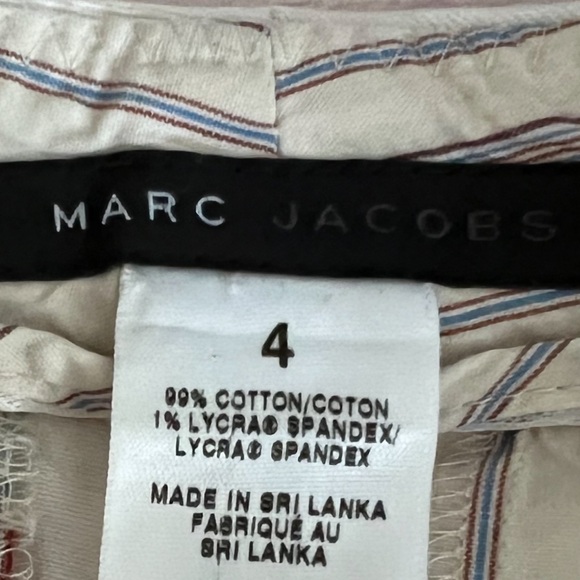 MARC JACOBS
4
99% COTTON/COTON
1% LYCRA® SPANDEX/
LYCRA® SPANDEX
MADE IN SRI LANKA
FABRIQUÉ AU
SRI LANKA